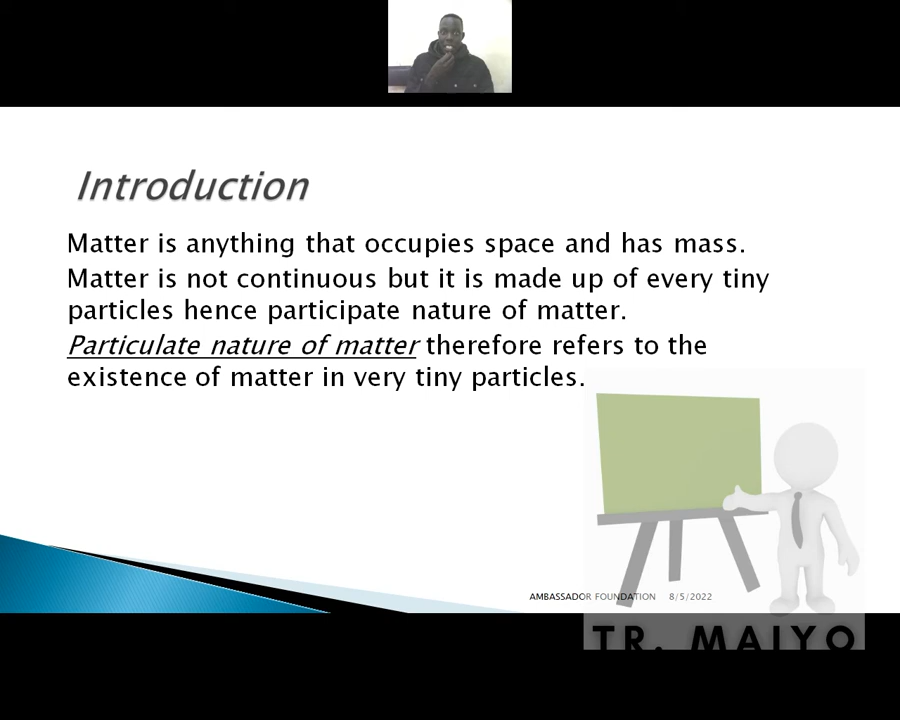 Introduction
Matter is anything that occupies space and has mass.
Matter is not continuous but it is made up of every tiny
particles hence participate nature of matter.
Particulate nature of matter therefore refers to the
existence of matter in very tiny particles.
AMBASSADOR FOUNDATION 8/5/2022
TR. MAIYO